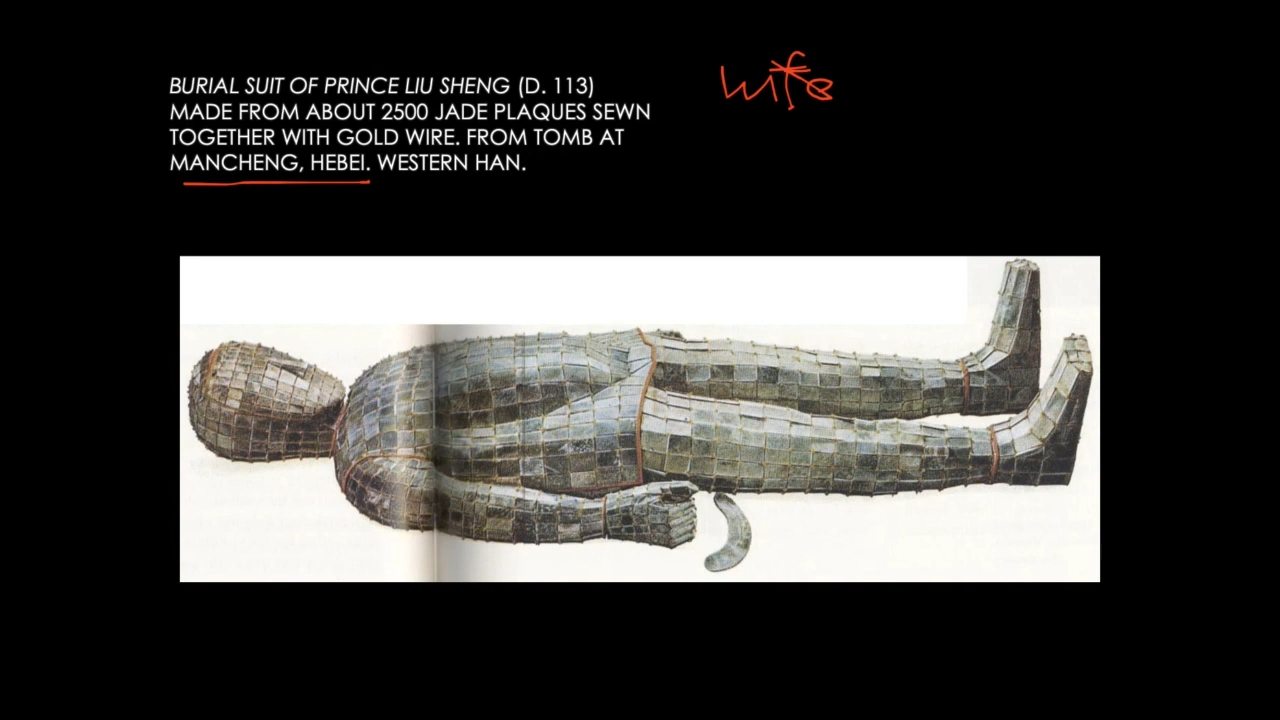 BURIAL SUIT OF PRINCE LIU SHENG (D. 113)
MADE FROM ABOUT 2500 JADE PLAQUES SEWN
TOGETHER WITH GOLD WIRE. FROM TOMB AT
MANCHENG, HEBEI. WESTERN HAN.
wife